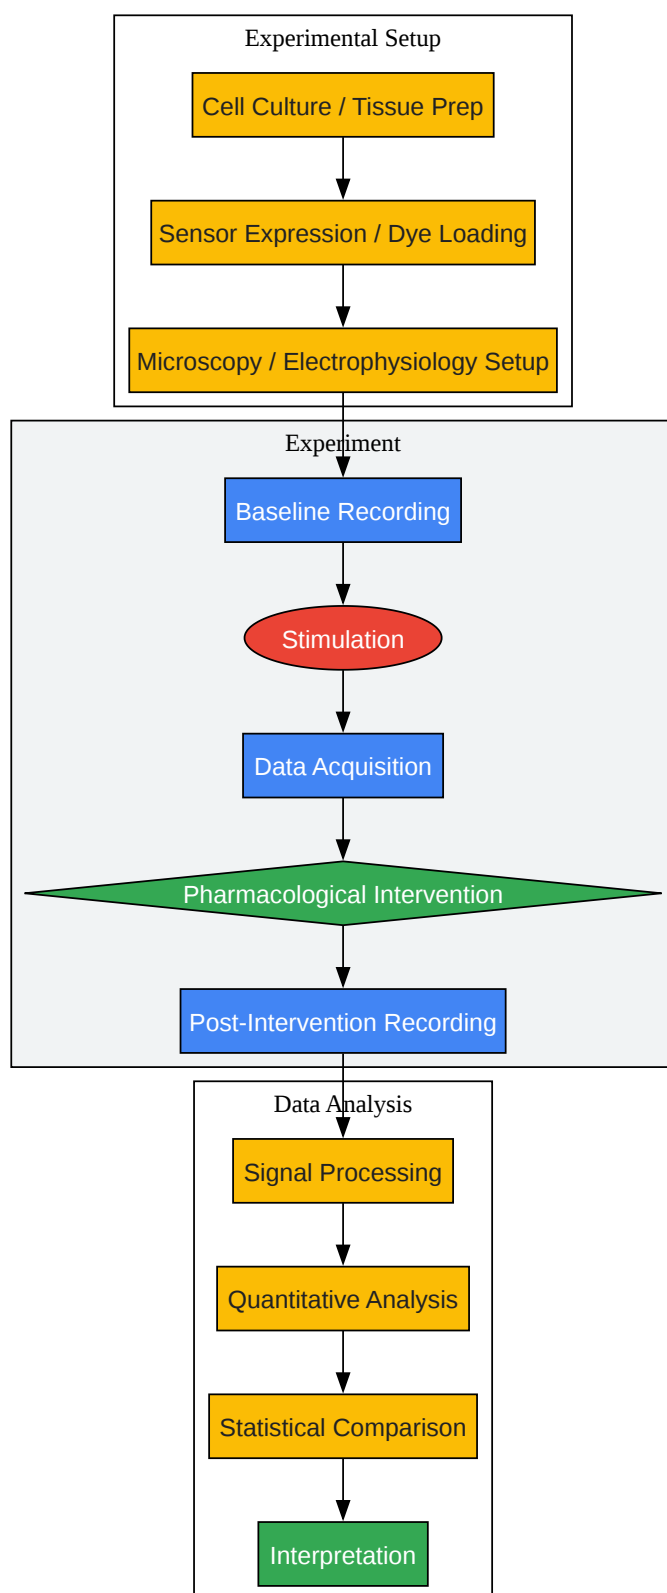 Experimental Setup
Cell Culture / Tissue Prep
Sensor Expression / Dye Loading
Microscopy / Electrophysiology Setup
Experiment
Baseline Recording
Stimulation
Data Acquisition
Pharmacological Intervention
Post-Intervention Recording
Data Analysis
Signal Processing
Quantitative Analysis
Statistical Comparison
Interpretation